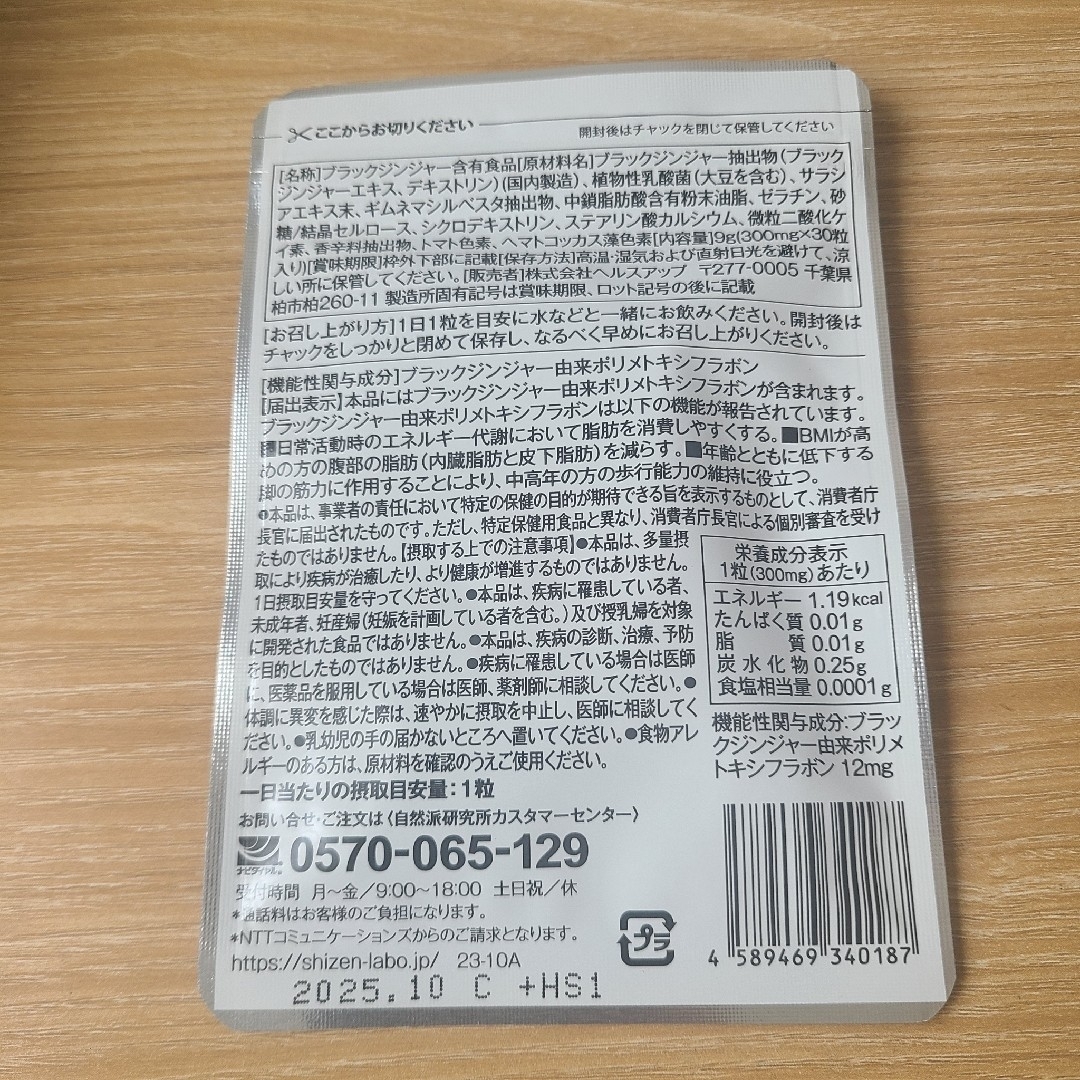 ここからお切りください
開封後はチャックを閉じて保管してください
[名称]ブラックジンジャー含有食品[原材料名]ブラックジンジャー抽出物(ブラック
ジンジャーエキス、デキストリン)(国内製造)、植物性乳酸菌(大豆を含む)、サラシ
アエキス末、ギムネマシルベスタ抽出物、中鎖脂肪酸含有粉末油脂、ゼラチン、砂
糖/結晶セルロース、シクロデキストリン、ステアリン酸カルシウム、微粒二酸化ケ
イ素、香辛料抽出物、トマト色素、ヘマトコッカス藻色素[内容量]9g(300mg×30粒
入り)[賞味期限]枠外下部に記載[保存方法]高温・湿気および直射日光を避けて、涼
しい所に保管してください。[販売者]株式会社ヘルスアップ 〒277-0005 千葉県
柏市柏260-11 製造所固有記号は賞味期限、ロット記号の後に記載
[お召し上がり方]1日1粒を目安に水などと一緒にお飲みください。開封後は
チャックをしっかりと閉めて保存し、なるべく早めにお召し上がりください。
[機能性関与成分]ブラックジンジャー由来ポリメトキシフラボン
[届出表示]本品にはブラックジンジャー由来ポリメトキシフラボンが含まれます。
ブラックジンジャー由来ポリメトキシフラボンは以下の機能が報告されています。
■日常活動時のエネルギー代謝において脂肪を消費しやすくする。■BMIが高
めの方の腹部の脂肪(内臓脂肪と皮下脂肪)を減らす。■年齢とともに低下する
脚の筋力に作用することにより、中高年の方の歩行能力の維持に役立つ。
●本品は、事業者の責任において特定の保健の目的が期待できる旨を表示するものとして、消費者庁
長官に届出されたものです。ただし、特定保健用食品と異なり、消費者庁長官による個別審査を受け
たものではありません。【摂取する上での注意事項】●本品は、多量摂
取により疾病が治癒したり、より健康が増進するものではありません。
1日摂取目安量を守ってください。●本品は、疾病に罹患している者、
未成年者、妊産婦(妊娠を計画している者を含む。)及び授乳婦を対象
に開発された食品ではありません。●本品は、疾病の診断、治療、予防
を目的としたものではありません。●疾病に罹患している場合は医師
に、医薬品を服用している場合は医師、薬剤師に相談してください。●
体調に異変を感じた際は、速やかに摂取を中止し、医師に相談してく
ださい。●乳幼児の手の届かないところへ置いてください。●食物アレ
ルギーのある方は、原材料を確認のうえご使用ください。
一日当たりの摂取目安量:1粒
栄養成分表示
1粒(300mg)あたり
エネルギー 1.19kcal
たんぱく質 0.01g
脂質 0.01g
炭水化物 0.25g
食塩相当量 0.0001g
機能性関与成分:ブラッ
クジンジャー由来ポリメ
トキシフラボン 12mg
お問い合せ・ご注文は〈自然派研究所カスタマーセンター〉
ナビダイヤル 0570-065-129
受付時間 月〜金/9:00〜18:00 土日祝/休
*通話料はお客様のご負担になります。
*NTTコミュニケーションズからのご請求となります。
https://shizen-labo.jp/ 23-10A
プラ
4 589469 340187
2025.10 C +HS1